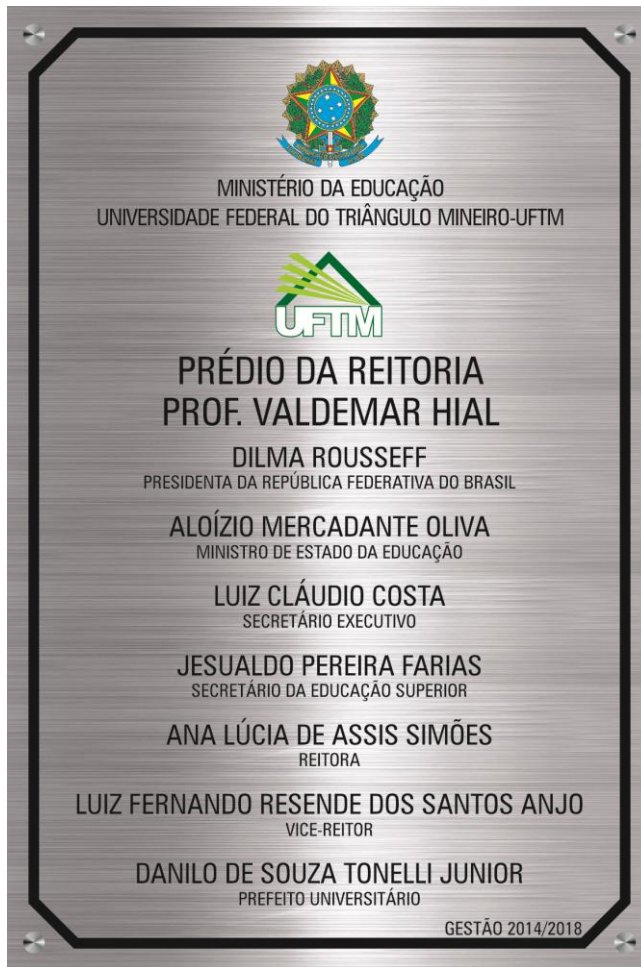 MINISTÉRIO DA EDUCAÇÃO
UNIVERSIDADE FEDERAL DO TRIÂNGULO MINEIRO-UFTM
UFTM
PRÉDIO DA REITORIA
PROF. VALDEMAR HIAL
DILMA ROUSSEFF
PRESIDENTA DA REPÚBLICA FEDERATIVA DO BRASIL
ALOÍZIO MERCADANTE OLIVA
MINISTRO DE ESTADO DA EDUCAÇÃO
LUIZ CLÁUDIO COSTA
SECRETÁRIO EXECUTIVO
JESUALDO PEREIRA FARIAS
SECRETÁRIO DA EDUCAÇÃO SUPERIOR
ANA LÚCIA DE ASSIS SIMÕES
REITORA
LUIZ FERNANDO RESENDE DOS SANTOS ANJO
VICE-REITOR
DANILO DE SOUZA TONELLI JUNIOR
PREFEITO UNIVERSITÁRIO
GESTÃO 2014/2018